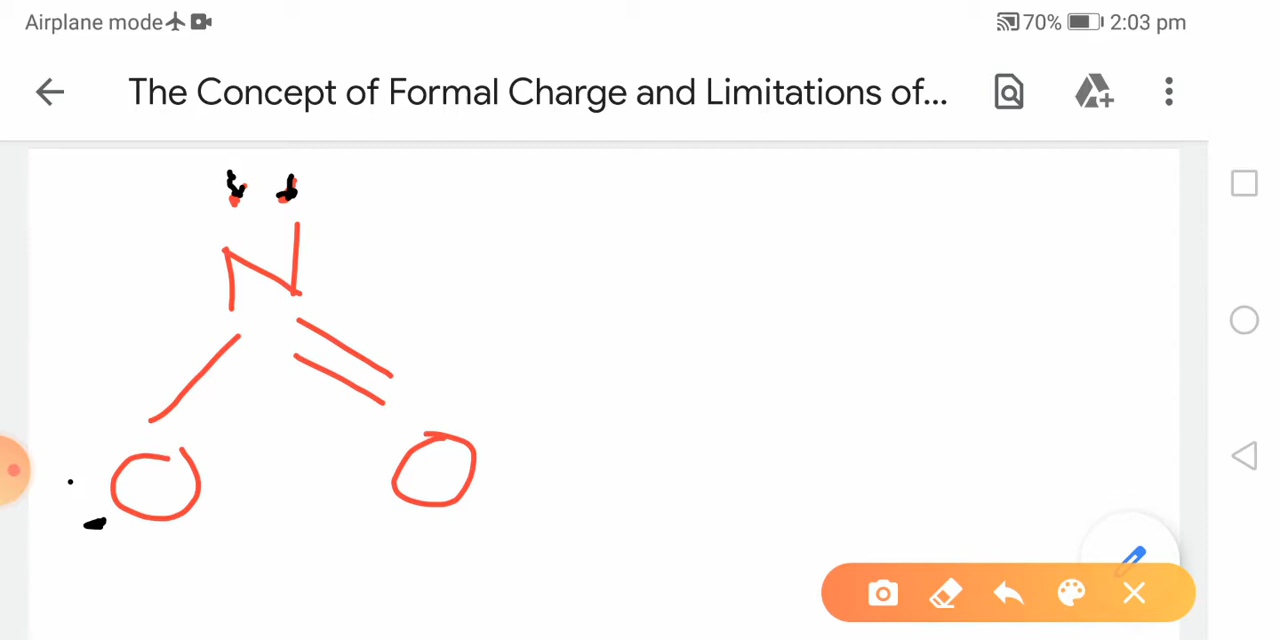 Airplane mode 70% 2:03 pm
The Concept of Formal Charge and Limitations of...
N
O O